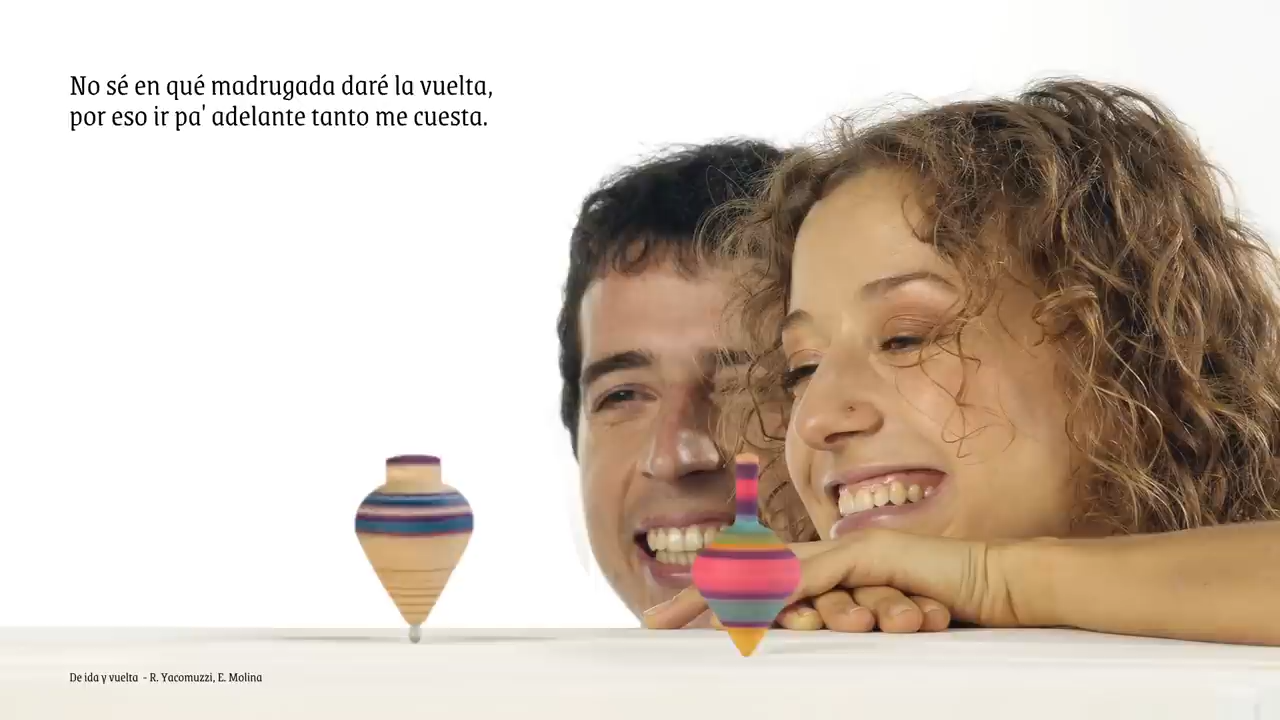 No sé en qué madrugada daré la vuelta,
por eso ir pa' adelante tanto me cuesta.
De ida y vuelta - R. Yacomuzzi, E. Molina